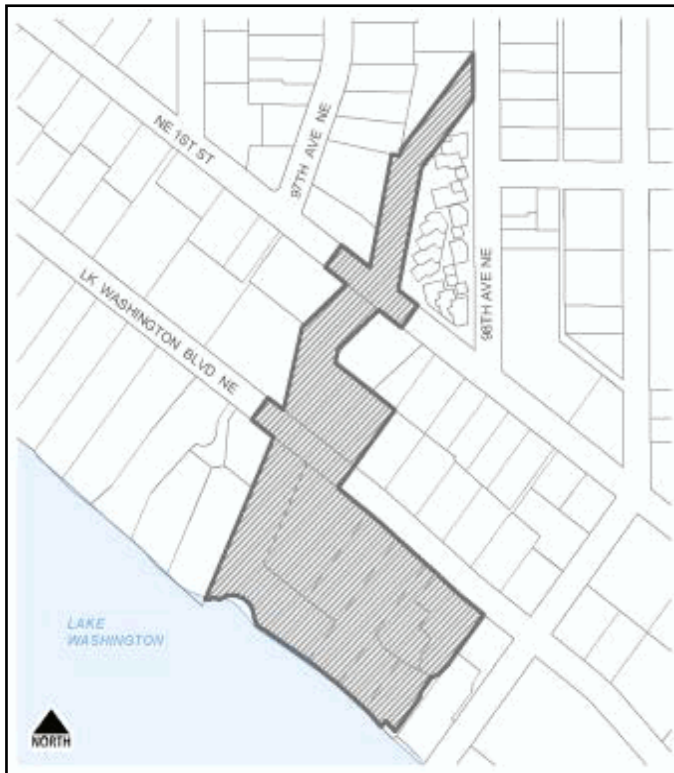 NE 1ST ST
97TH AVE NE
LK WASHINGTON BLVD NE
98TH AVE NE
LAKE
WASHINGTON
NORTH